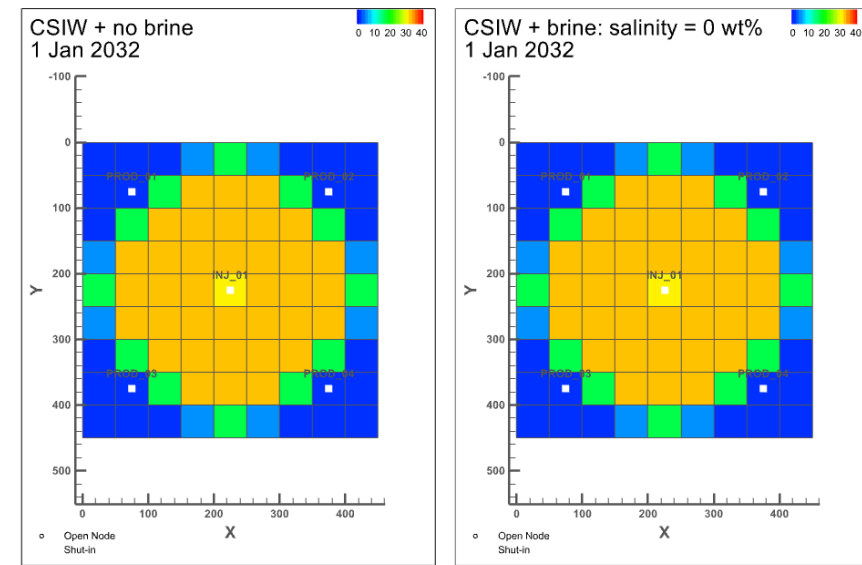 CSIW + no brine
1 Jan 2032
0 10 20 30 40
-100
0
100
200
300
400
500
Y
PROD_01
PROD_02
INJ_01
PROD_03
PROD_04
0 100 200 300 400
X
Open Node
Shut-in
CSIW + brine: salinity = 0 wt%
1 Jan 2032
0 10 20 30 40
-100
0
100
200
300
400
500
Y
PROD_01
PROD_02
INJ_01
PROD_03
PROD_04
0 100 200 300 400
X
Open Node
Shut-in